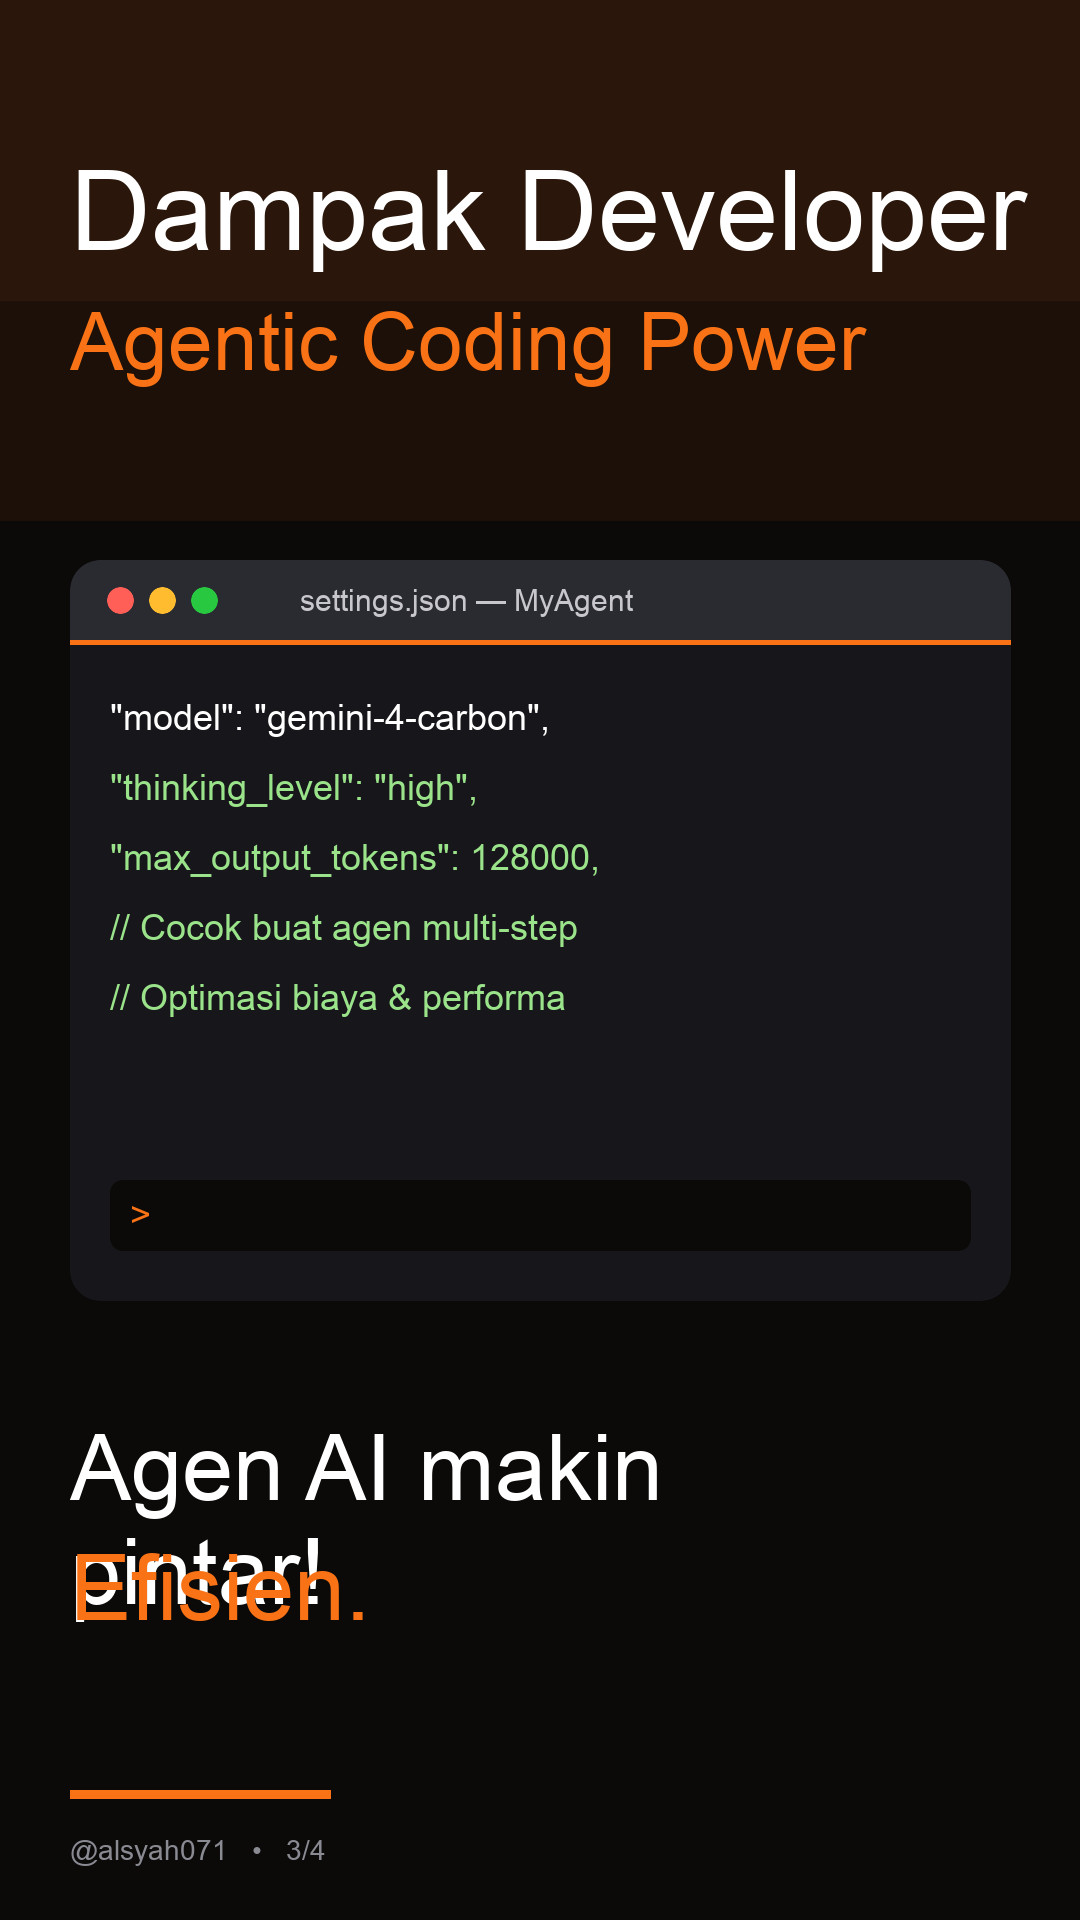 Dampak Developer
Agentic Coding Power
settings.json — MyAgent
"model": "gemini-4-carbon",
"thinking_level": "high",
"max_output_tokens": 128000,
// Cocok buat agen multi-step
// Optimasi biaya & performa
>
Agen AI makin
pintar!
Efisien.
@alsyah071 • 3/4